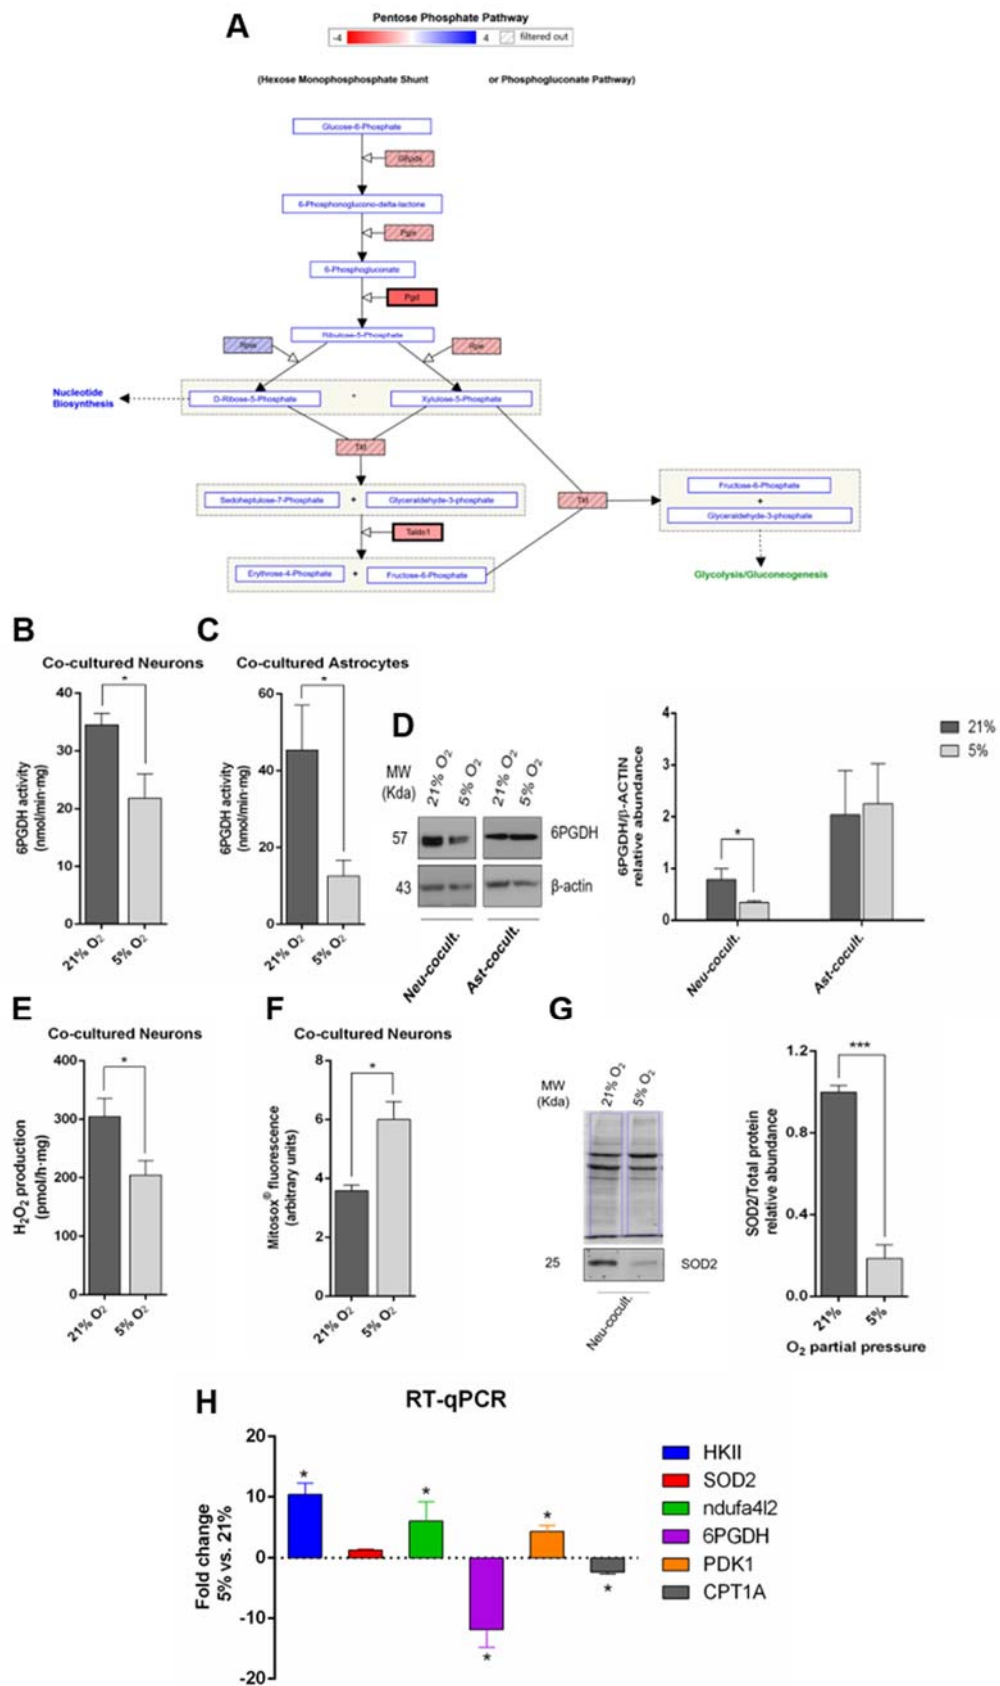 A
Pentose Phosphate Pathway
-4 4 filtered out
(Hexose Monophosphosphate Shunt or Phosphogluconate Pathway)
Glucose-6-Phosphate
6-Phosphonoglucono-delta-lactone
6-Phosphogluconate
Pgd
Ribulose-5-Phosphate
Rpe
Nucleotide
Biosynthesis
D-Ribose-5-Phosphate
Xylulose-5-Phosphate
Sedoheptulose-7-Phosphate + Glyceraldehyde-3-phosphate
Tkt
Fructose-6-Phosphate
+
Glyceraldehyde-3-phosphate
Taldo1
Erythrose-4-Phosphate + Fructose-6-Phosphate
Glycolysis/Gluconeogenesis
B
Co-cultured Neurons
*
6PGDH activity
(nmol/min·mg)
40
30
20
10
0
21% O2
5% O2
C
Co-cultured Astrocytes
*
6PGDH activity
(nmol/min·mg)
60
40
20
0
21% O2
5% O2
D
MW
(Kda)
21% O2
5% O2
21% O2
5% O2
57
6PGDH
43
β-actin
Neu-cocult.
Ast-cocult.
6PGDH/β-ACTIN
relative abundance
4
3
2
1
0
*
Neu-cocult.
Ast-cocult.
21%
5%
E
Co-cultured Neurons
*
H2O2 production
(pmol/h·mg)
400
300
200
100
0
21% O2
5% O2
F
Co-cultured Neurons
*
Mitosox® fluorescence
(arbitrary units)
8
6
4
2
0
21% O2
5% O2
G
MW
(Kda)
21% O2
5% O2
25
SOD2
Neu-cocult.
SOD2/Total protein
relative abundance
1.2
0.8
0.4
0.0
***
21%
5%
O2 partial pressure
H
RT-qPCR
Fold change
5% vs. 21%
20
10
0
-10
-20
*
*
*
*
*
HKII
SOD2
ndufa4l2
6PGDH
PDK1
CPT1A